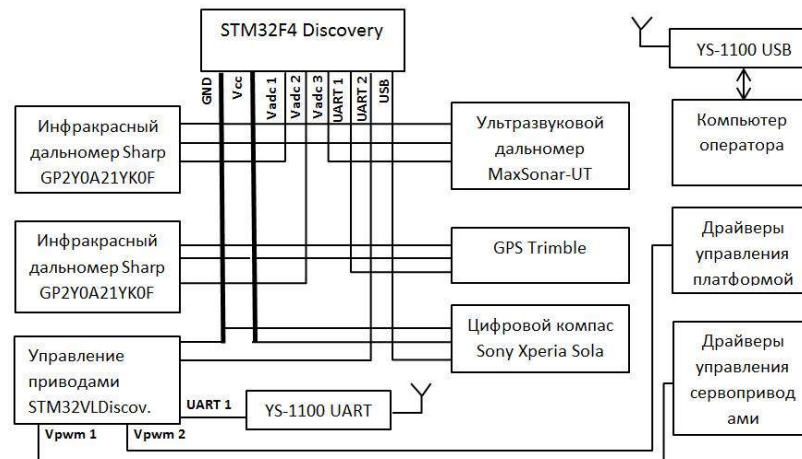 STM32F4 Discovery
GND
Vcc
Vadc 1
Vadc 2
Vadc 3
UART 1
UART 2
USB
YS-1100 USB
Компьютер
оператора
Инфракрасный
дальномер Sharp
GP2Y0A21YK0F
Ультразвуковой
дальномер
MaxSonar-UT
Инфракрасный
дальномер Sharp
GP2Y0A21YK0F
GPS Trimble
Драйверы
управления
платформой
Цифровой компас
Sony Xperia Sola
Управление
приводами
STM32VLDiscov.
UART 1
YS-1100 UART
Драйверы
управления
сервопривод
ами
Vpwm 1
Vpwm 2